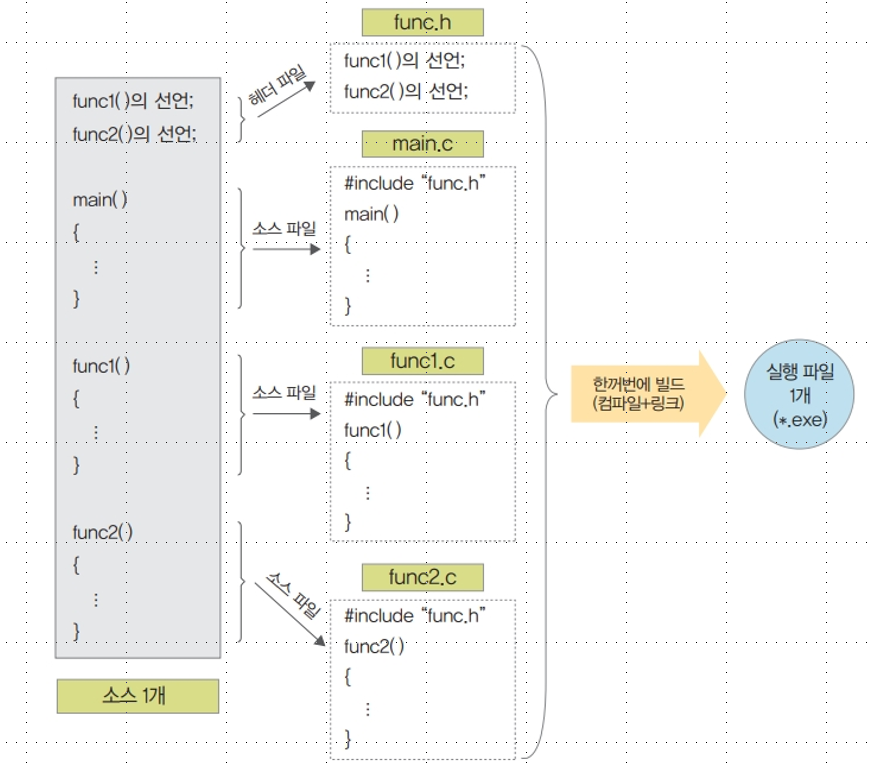 func1( )의 선언;
func2( )의 선언;
main( )
{
⋮
}
func1( )
{
⋮
}
func2( )
{
⋮
}
소스 1개
헤더 파일
소스 파일
소스 파일
소스 파일
func.h
func1( )의 선언;
func2( )의 선언;
main.c
#include “func.h”
main( )
{
⋮
}
func1.c
#include “func.h”
func1( )
{
⋮
}
func2.c
#include “func.h”
func2( )
{
⋮
}
한꺼번에 빌드
(컴파일+링크)
실행 파일
1개
(*.exe)